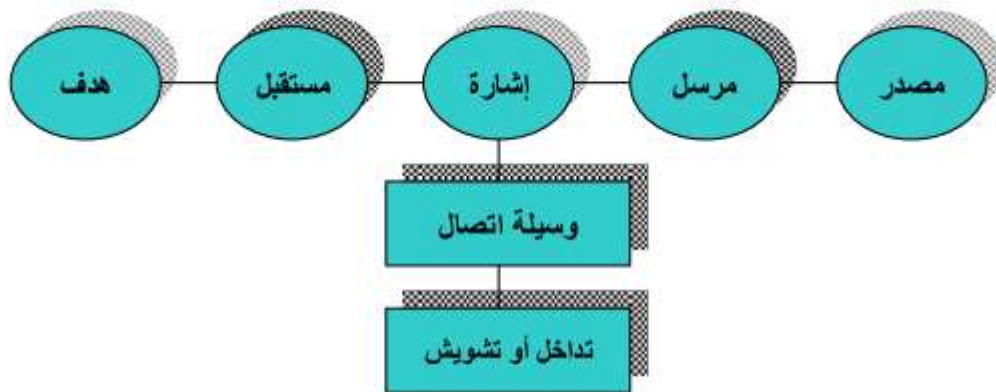 مصدر
مرسل
إشارة
مستقبل
هدف
وسيلة اتصال
تداخل أو تشويش